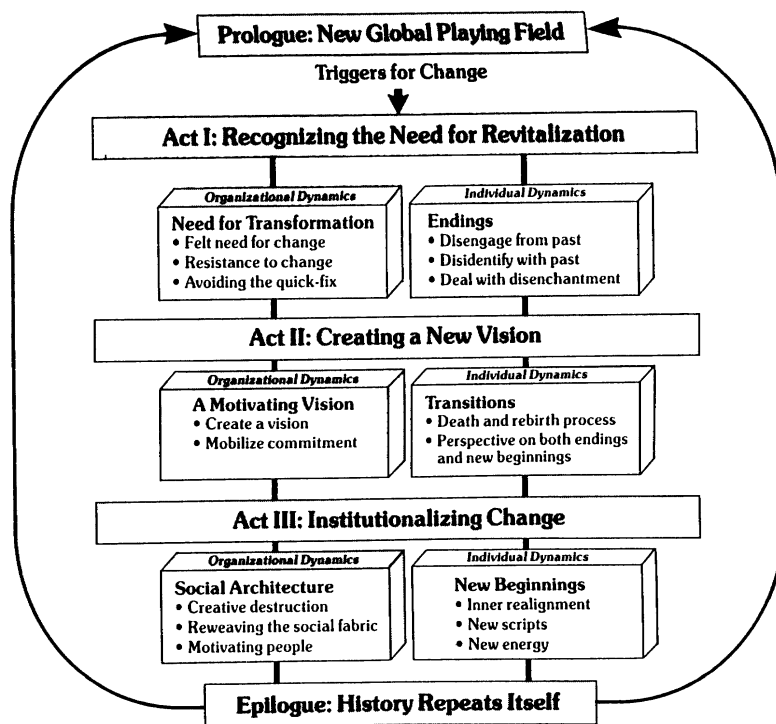 Prologue: New Global Playing Field
Triggers for Change
Act I: Recognizing the Need for Revitalization
Organizational Dynamics
Need for Transformation
• Felt need for change
• Resistance to change
• Avoiding the quick-fix
Individual Dynamics
Endings
• Disengage from past
• Disidentify with past
• Deal with disenchantment
Act II: Creating a New Vision
Organizational Dynamics
A Motivating Vision
• Create a vision
• Mobilize commitment
Individual Dynamics
Transitions
• Death and rebirth process
• Perspective on both endings
and new beginnings
Act III: Institutionalizing Change
Organizational Dynamics
Social Architecture
• Creative destruction
• Reweaving the social fabric
• Motivating people
Individual Dynamics
New Beginnings
• Inner realignment
• New scripts
• New energy
Epilogue: History Repeats Itself